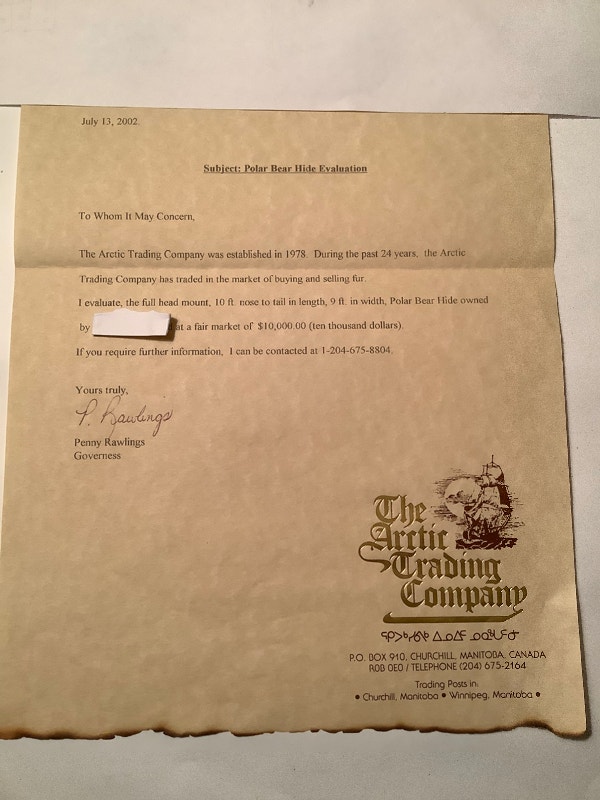 July 13, 2002.
Subject: Polar Bear Hide Evaluation
To Whom It May Concern,
The Arctic Trading Company was established in 1978. During the past 24 years, the Arctic
Trading Company has traded in the market of buying and selling fur.
I evaluate, the full head mount, 10 ft. nose to tail in length, 9 ft. in width, Polar Bear Hide owned
by at a fair market of $10,000.00 (ten thousand dollars).
If you require further information, I can be contacted at 1-204-675-8804.
Yours truly,
P. Rawlings
Penny Rawlings
Governess
The
Arctic
Trading
Company
P.O. BOX 910, CHURCHILL, MANITOBA, CANADA
R0B 0E0 / TELEPHONE (204) 675-2164
Trading Posts in:
• Churchill, Manitoba • Winnipeg, Manitoba •